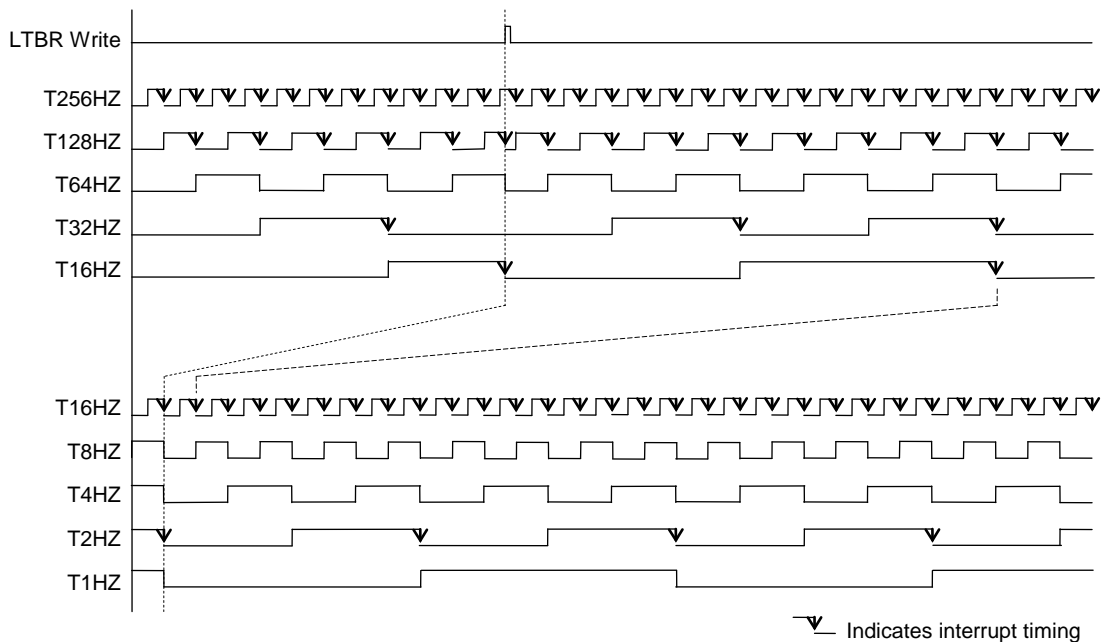 LTBR Write
T256HZ
T128HZ
T64HZ
T32HZ
T16HZ
T16HZ
T8HZ
T4HZ
T2HZ
T1HZ
Indicates interrupt timing